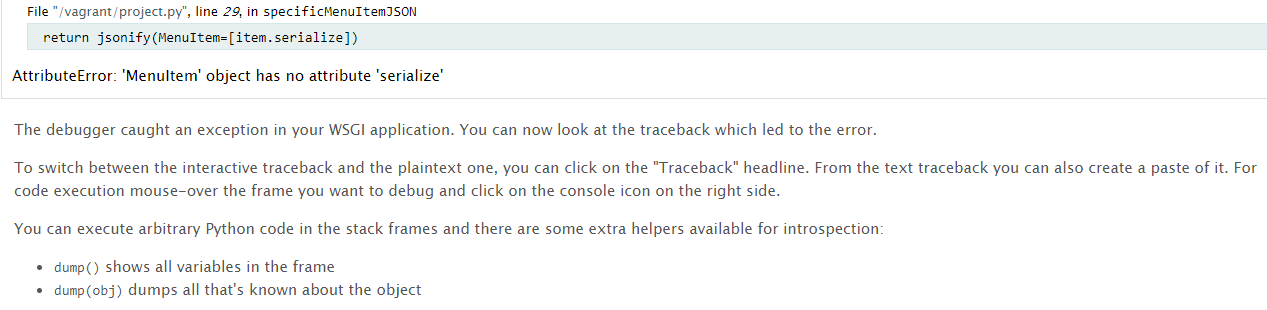 File "/vagrant/project.py", line 29, in specificMenuItemJSON
return jsonify(MenuItem=[item.serialize])
AttributeError: 'MenuItem' object has no attribute 'serialize'
The debugger caught an exception in your WSGI application. You can now look at the traceback which led to the error.
To switch between the interactive traceback and the plaintext one, you can click on the "Traceback" headline. From the text traceback you can also create a paste of it. For
code execution mouse-over the frame you want to debug and click on the console icon on the right side.
You can execute arbitrary Python code in the stack frames and there are some extra helpers available for introspection:
• dump() shows all variables in the frame
• dump(obj) dumps all that's known about the object